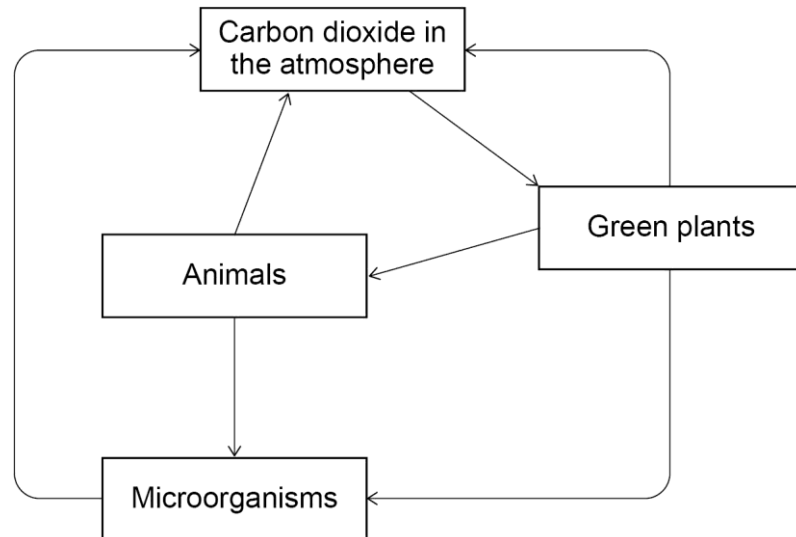 Carbon dioxide in
the atmosphere
Green plants
Animals
Microorganisms